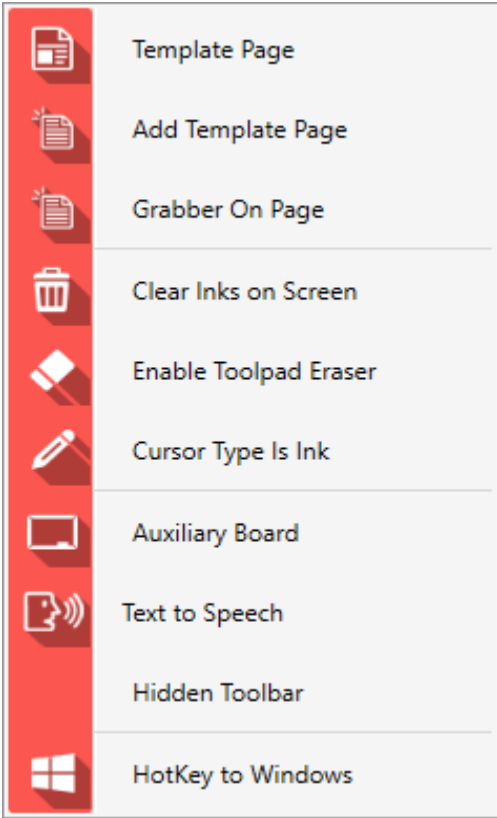 Template Page
Add Template Page
Grabber On Page
Clear Inks on Screen
Enable Toolpad Eraser
Cursor Type Is Ink
Auxiliary Board
Text to Speech
Hidden Toolbar
HotKey to Windows